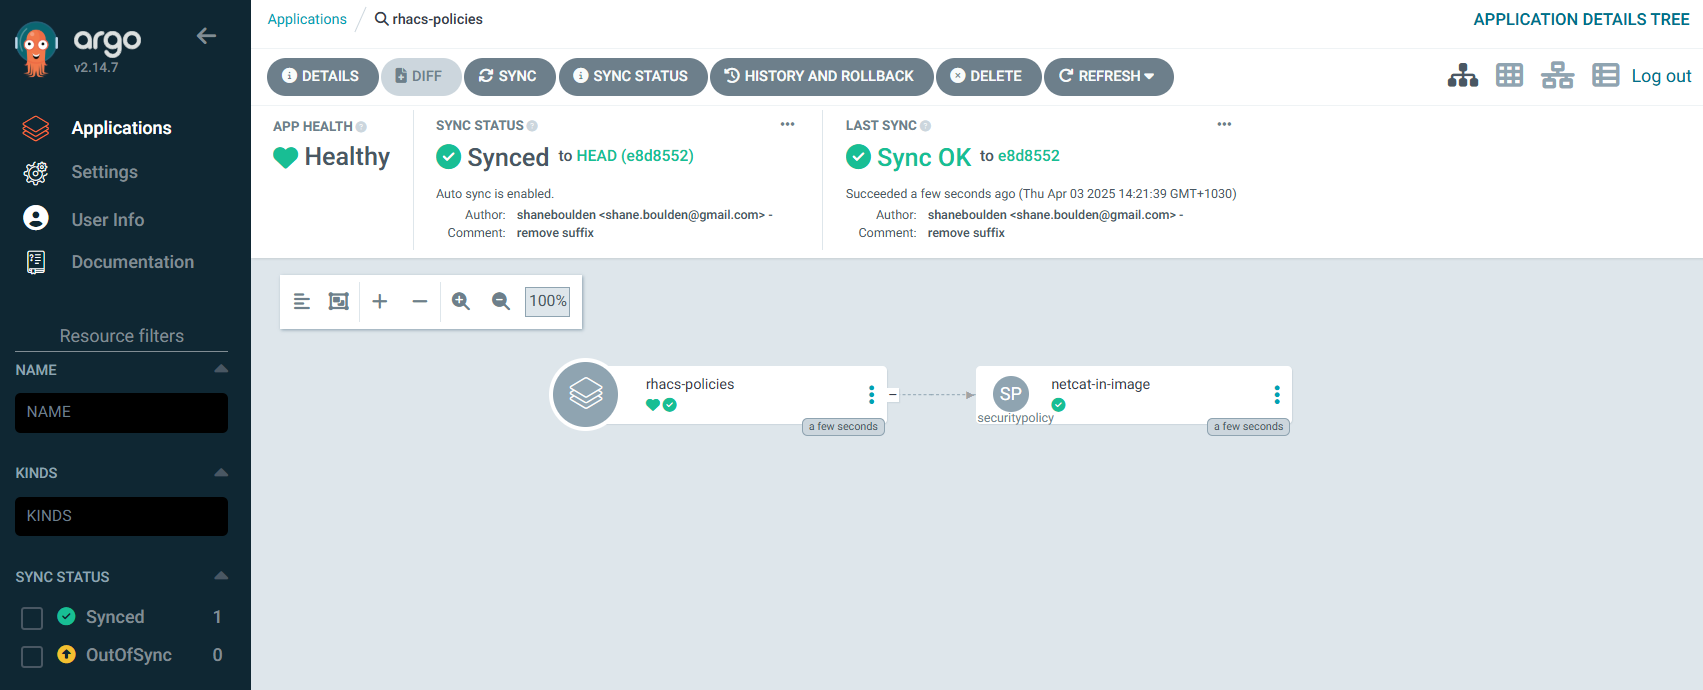 argo
v2.14.7
Applications
Settings
User Info
Documentation
Resource filters
NAME
NAME
KINDS
KINDS
SYNC STATUS
Synced 1
OutOfSync 0
Applications / rhacs-policies
APPLICATION DETAILS TREE
DETAILS DIFF SYNC SYNC STATUS HISTORY AND ROLLBACK DELETE REFRESH
Log out
APP HEALTH
Healthy
SYNC STATUS
Synced to HEAD (e8d8552)
Auto sync is enabled.
Author: shaneboulden <shane.boulden@gmail.com> -
Comment: remove suffix
LAST SYNC
Sync OK to e8d8552
Succeeded a few seconds ago (Thu Apr 03 2025 14:21:39 GMT+1030)
Author: shaneboulden <shane.boulden@gmail.com> -
Comment: remove suffix
100%
rhacs-policies
a few seconds
SP
securitypolicy
netcat-in-image
a few seconds